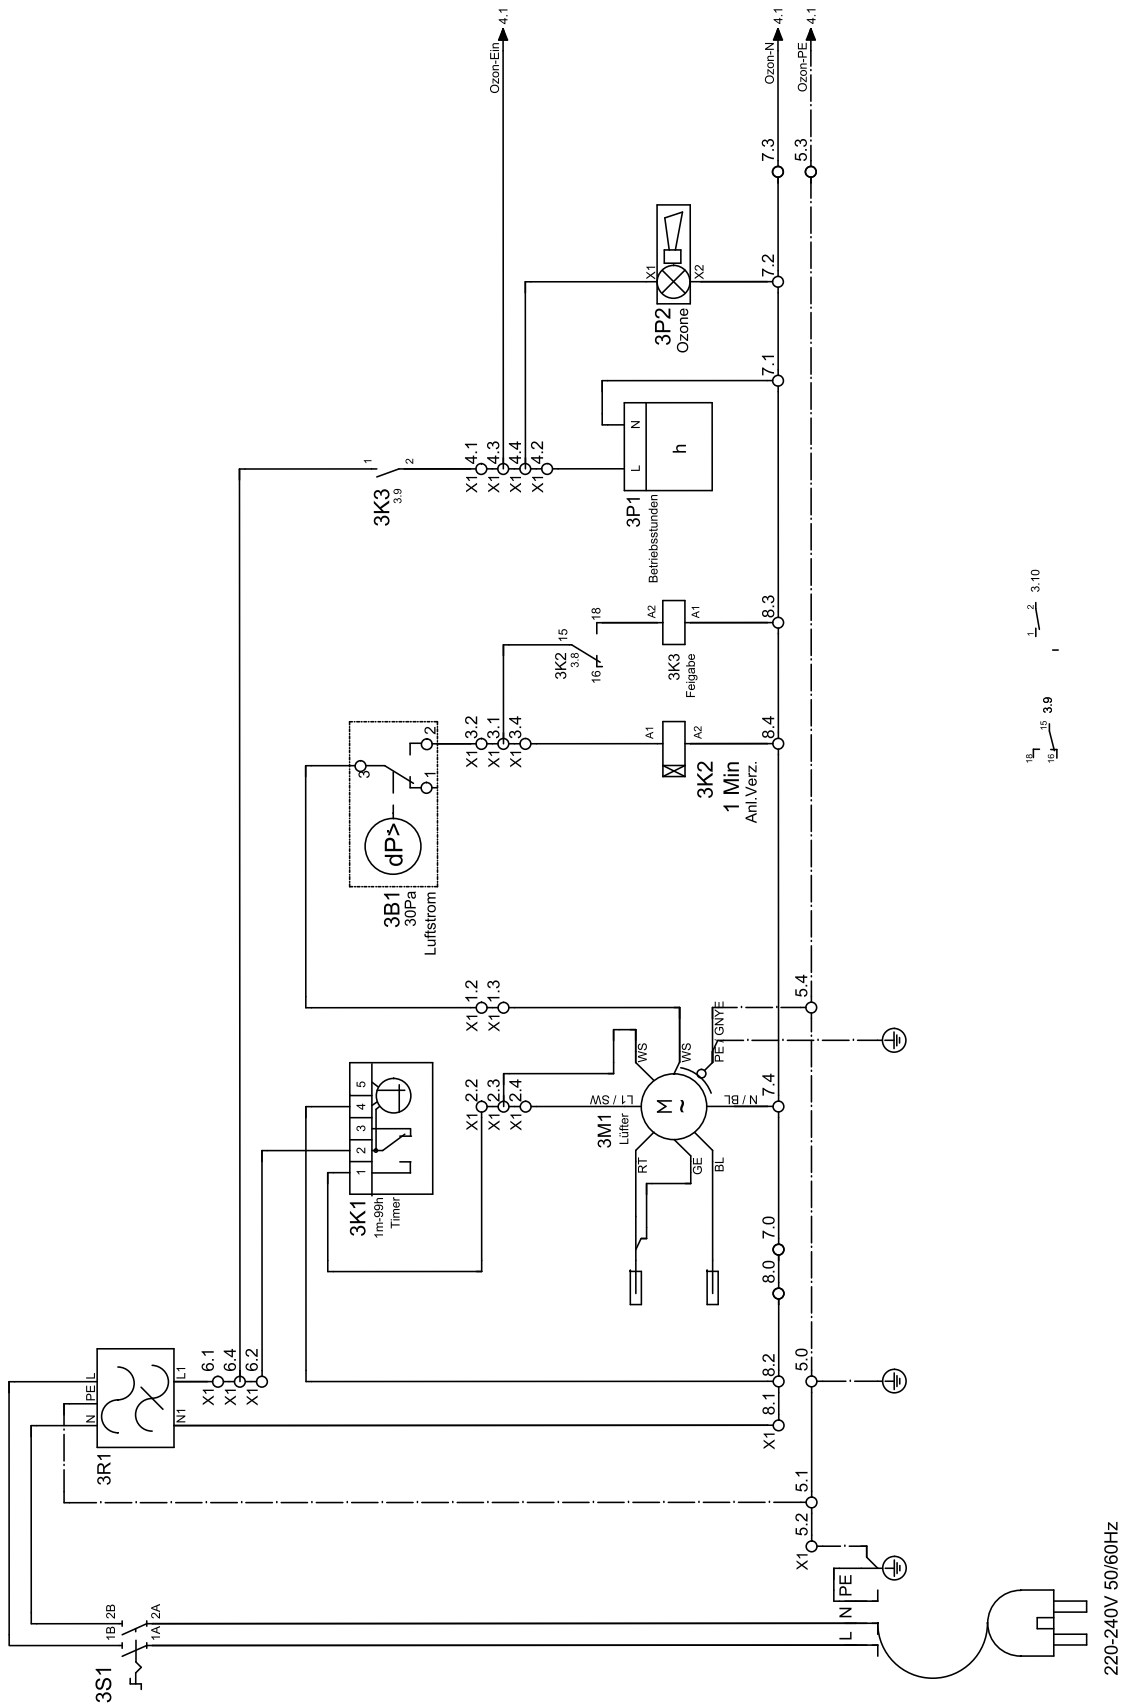 3S1
1B
2B
1A
2A
L
N
PE
220-240V 50/60Hz
3R1
N
PE
L
N1
L1
X1
6.1
X1
6.4
X1
6.2
X1
5.2
5.1
5.0
X1
8.1
8.2
8.0
7.0
3K1
1m-99h
Timer
1
2
3
4
5
X1
2.2
X1
2.3
X1
2.4
3M1
Lüfter
M
~
L1 / SW
WS
WS
RT
GE
BL
N / BL
PE
GNYE
7.4
5.4
X1
1.2
X1
1.3
3B1
30Pa
Luftstrom
dP>
3
1
2
X1
3.2
X1
3.1
X1
3.4
3K2
1 Min
Anl.Verz.
A1
A2
8.4
3K2
3.8
15
16
18
3K3
Feigabe
A2
A1
8.3
3K3
3.9
1
2
X1
4.1
X1
4.3
X1
4.4
X1
4.2
3P1
Betriebsstunden
L
N
h
7.1
3P2
Ozone
X1
X2
7.2
7.3
5.3
Ozon-Ein
4.1
Ozon-N
4.1
Ozon-PE
4.1
18
16
15
3.9
1
2
3.10